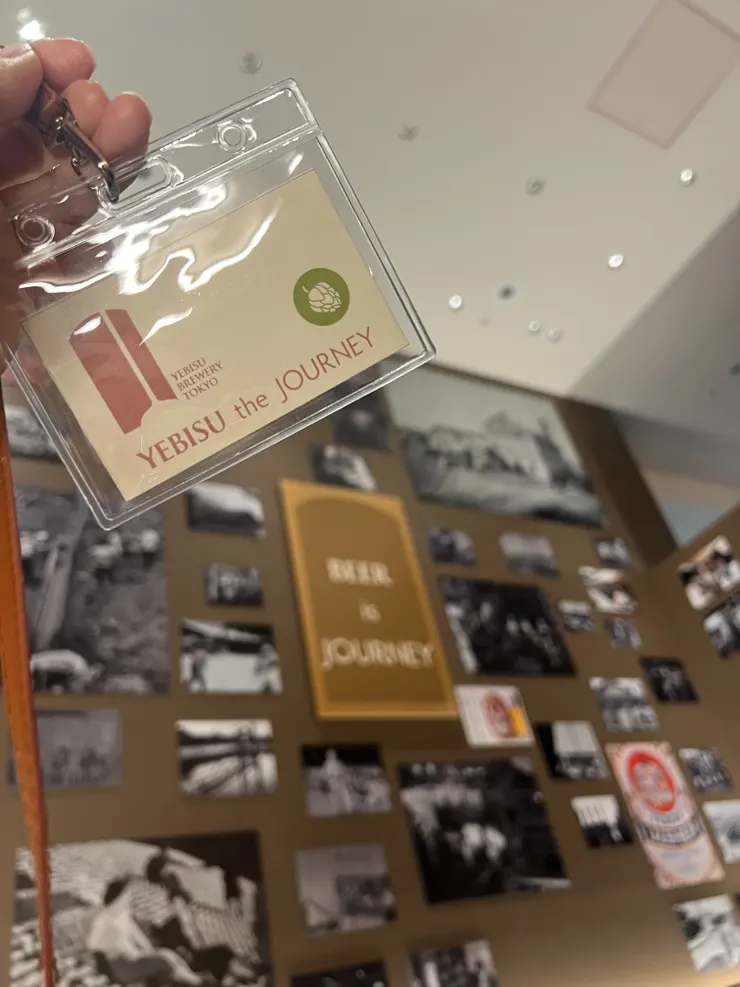 YEBISU
BREWERY
TOKYO
YEBISU the JOURNEY
BEER
is
JOURNEY